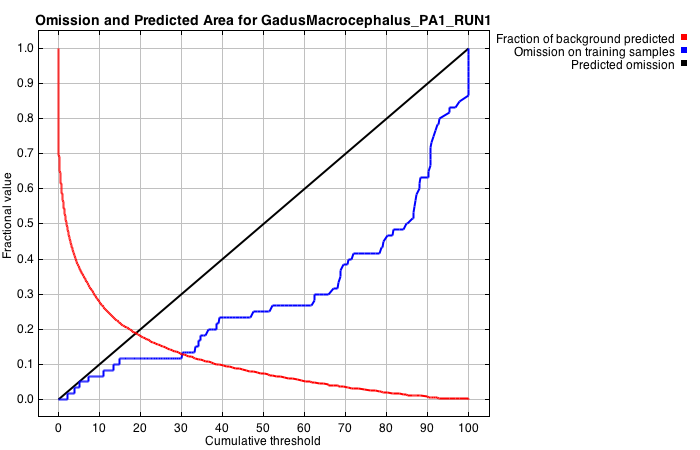 Omission and Predicted Area for GadusMacrocephalus_PA1_RUN1
Fraction of background predicted
Omission on training samples
Predicted omission
Fractional value
1.0
0.9
0.8
0.7
0.6
0.5
0.4
0.3
0.2
0.1
0.0
0 10 20 30 40 50 60 70 80 90 100
Cumulative threshold